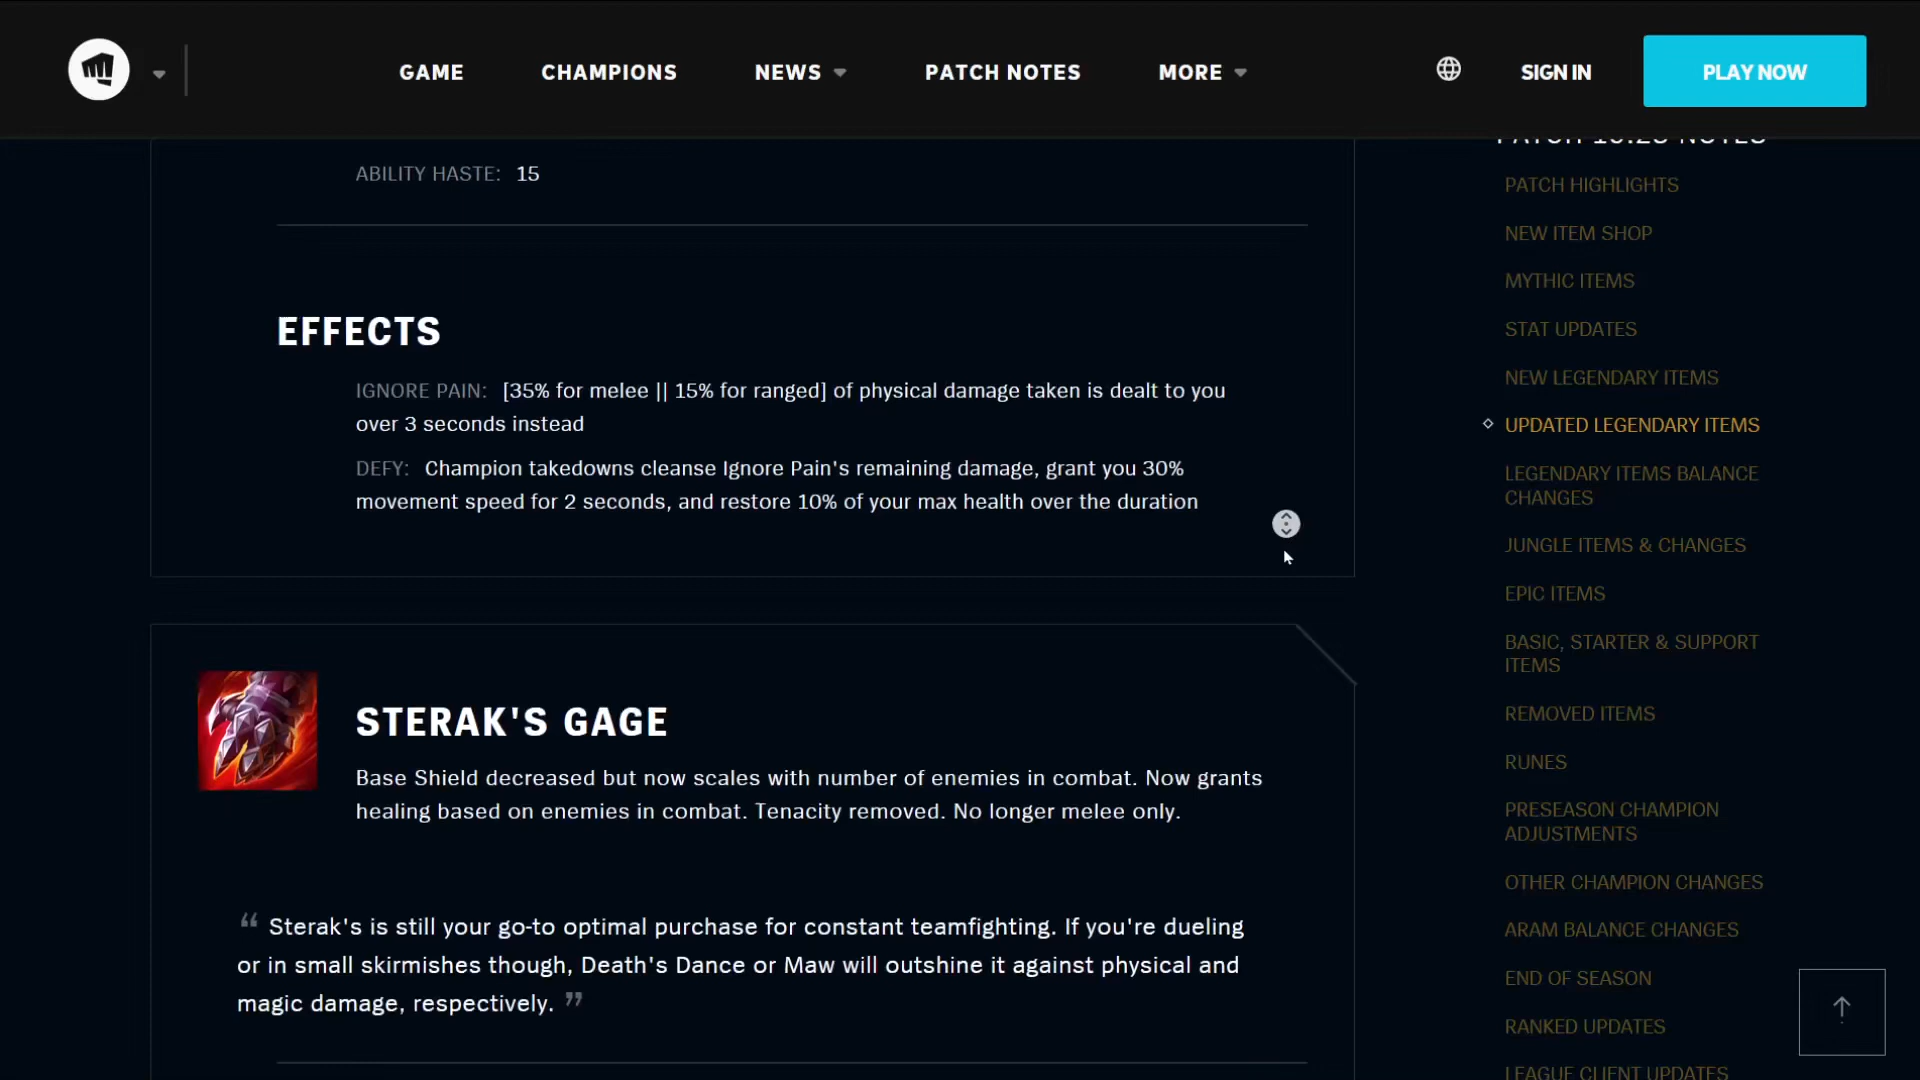 GAME
CHAMPIONS
NEWS
PATCH NOTES
MORE
SIGN IN
PLAY NOW
ABILITY HASTE: 15
EFFECTS
IGNORE PAIN: [35% for melee || 15% for ranged] of physical damage taken is dealt to you
over 3 seconds instead
DEFY: Champion takedowns cleanse Ignore Pain's remaining damage, grant you 30%
movement speed for 2 seconds, and restore 10% of your max health over the duration
STERAK'S GAGE
Base Shield decreased but now scales with number of enemies in combat. Now grants
healing based on enemies in combat. Tenacity removed. No longer melee only.
“ Sterak's is still your go-to optimal purchase for constant teamfighting. If you're dueling
or in small skirmishes though, Death's Dance or Maw will outshine it against physical and
magic damage, respectively. ”
PATCH 10.23 NOTES
PATCH HIGHLIGHTS
NEW ITEM SHOP
MYTHIC ITEMS
STAT UPDATES
NEW LEGENDARY ITEMS
UPDATED LEGENDARY ITEMS
LEGENDARY ITEMS BALANCE
CHANGES
JUNGLE ITEMS & CHANGES
EPIC ITEMS
BASIC, STARTER & SUPPORT
ITEMS
REMOVED ITEMS
RUNES
PRESEASON CHAMPION
ADJUSTMENTS
OTHER CHAMPION CHANGES
ARAM BALANCE CHANGES
END OF SEASON
RANKED UPDATES
LEAGUE CLIENT UPDATES